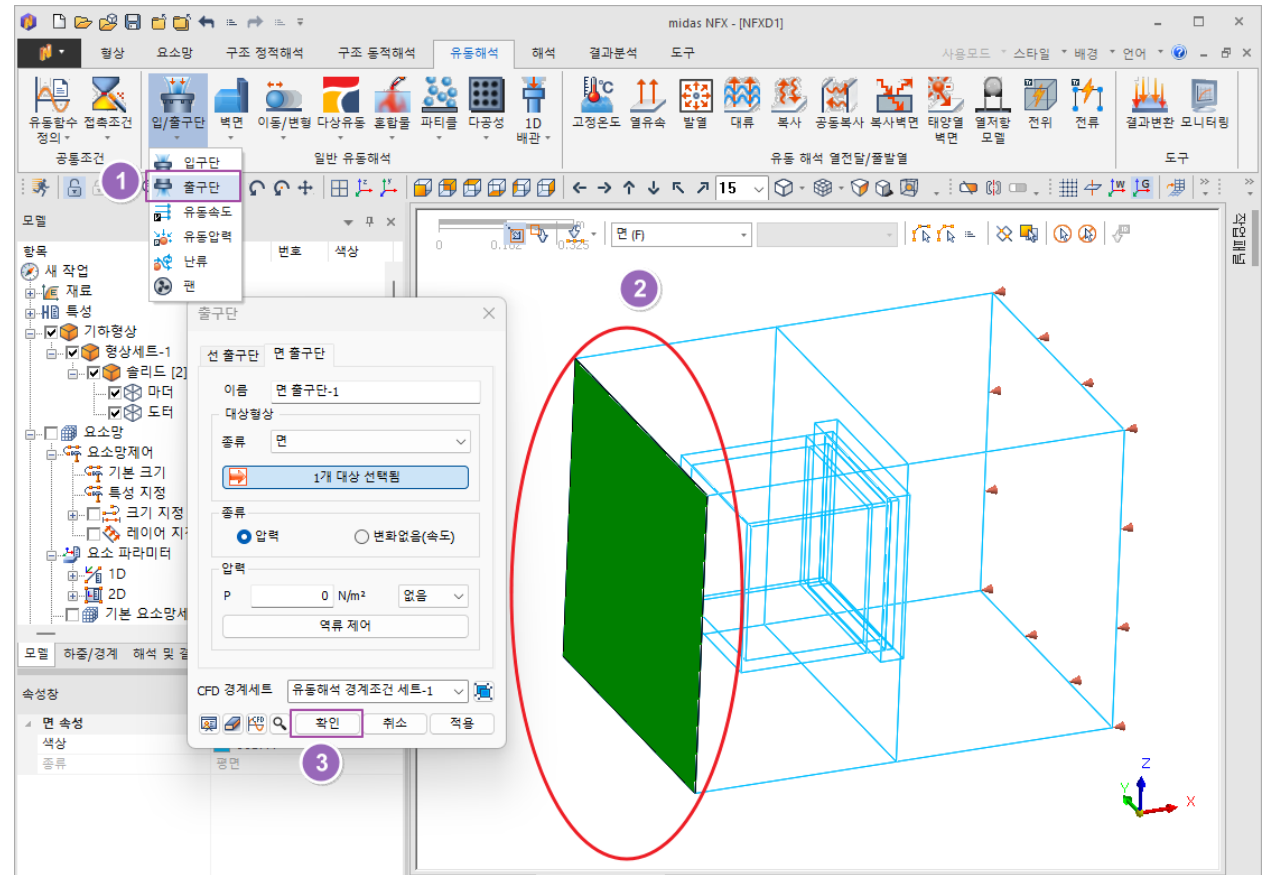 midas NFX - [NFXD1]
형상 요소망 구조 정적해석 구조 동적해석 유동해석 해석 결과분석 도구 사용모드 스타일 배경 언어
유동함수 정의 접촉조건 입/출구단 벽면 이동/변형 다상유동 혼합물 파티클 다공성 1D 배관 고정온도 열유속 발열 대류 복사 공동복사 복사벽면 태양열 벽면 열저항 모델 전위 전류 결과변환 모니터링
공통조건 일반 유동해석 유동 해석 열전달/줄발열 도구
입구단
1 출구단
유동속도
유동압력
난류
팬
15
모델
항목 번호 색상
새 작업
재료
특성
기하형상
형상세트-1
솔리드 [2]
마더
도터
요소망
요소망제어
기본 크기
특성 지정
크기 지정
레이어 지
요소 파라미터
1D
2D
기본 요소망세
모델 하중/경계 해석 및 결
속성창
면 속성
색상
종류 평면
출구단
선 출구단 면 출구단
이름 면 출구단-1
대상형상
종류 면
1개 대상 선택됨
종류
압력 변화없음(속도)
압력
P 0 N/m² 없음
역류 제어
CFD 경계세트 유동해석 경계조건 세트-1
확인 취소 적용
3
0
면 (F)
2
작업패널
Z
Y
X